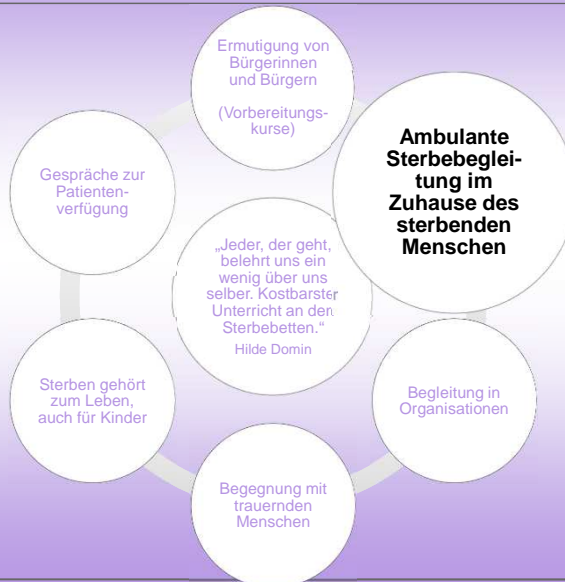 Ermutigung von
Bürgerinnen
und Bürgern
(Vorbereitungs-
kurse)
Ambulante
Sterbebeglei-
tung im
Zuhause des
sterbenden
Menschen
Gespräche zur
Patienten-
verfügung
„Jeder, der geht,
belehrt uns ein
wenig über uns
selber. Kostbarster
Unterricht an den
Sterbebetten.“
Hilde Domin
Sterben gehört
zum Leben,
auch für Kinder
Begleitung in
Organisationen
Begegnung mit
trauernden
Menschen